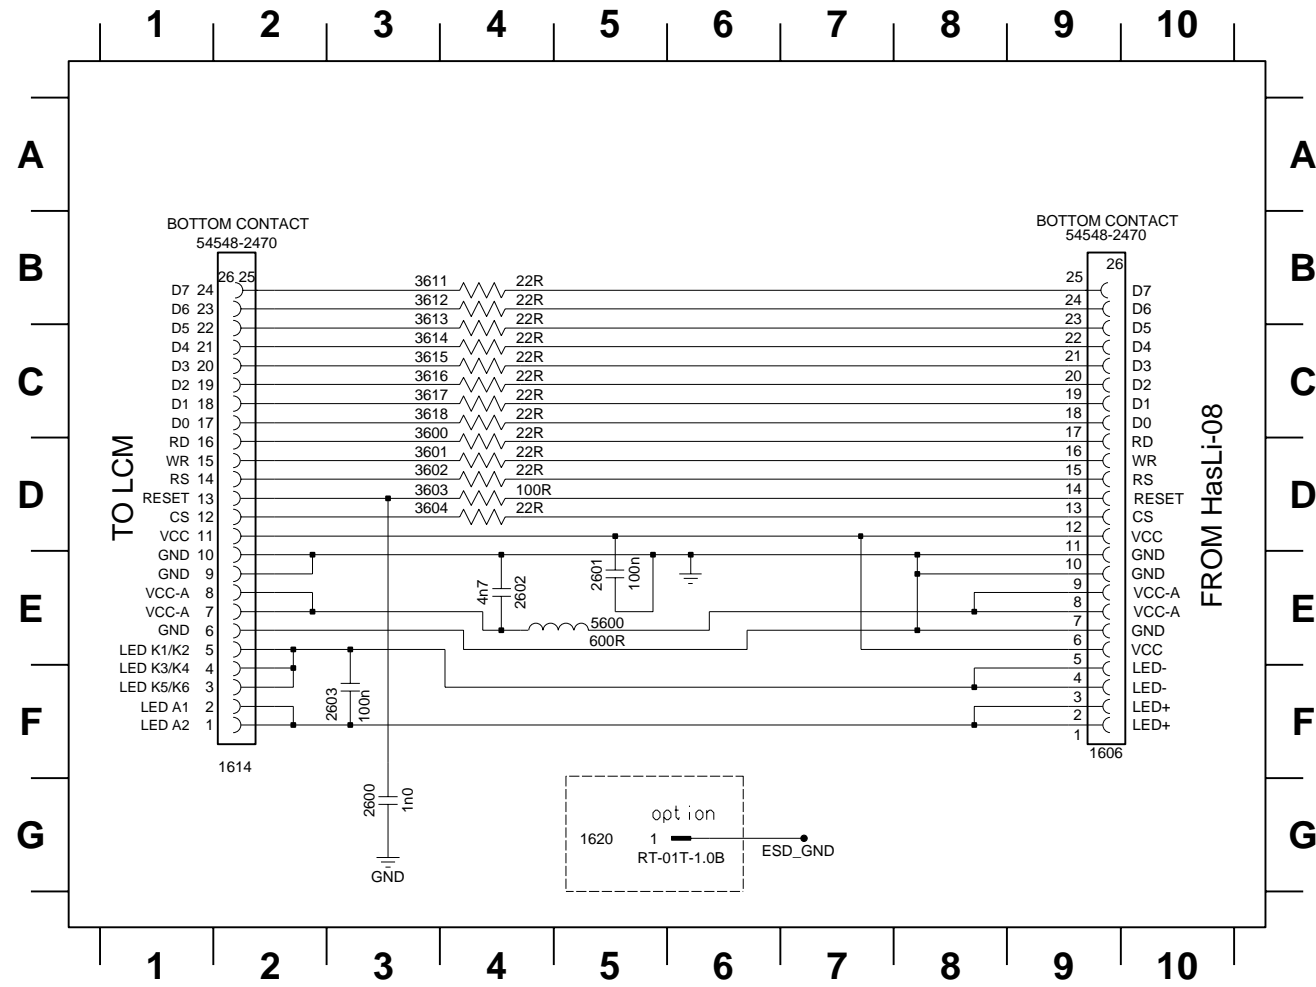 1 2 3 4 5 6 7 8 9 10
A A
BOTTOM CONTACT BOTTOM CONTACT
54548-2470 54548-2470
B B
26 25 25 26
D7 24 3611 22R D7
D6 23 3612 22R 24 D6
D5 22 3613 22R 23 D5
D4 21 3614 22R 22 D4
D3 20 3615 22R 21 D3
C C
D2 19 3616 22R 20 D2
D1 18 3617 22R 19 D1
D0 17 3618 22R 18 D0
RD 16 3600 22R 17 RD
WR 15 3601 22R 16 WR
RS 14 3602 22R 15 RS
TO LCM
FROM HasLi-08
D D
RESET 13 3603 100R 14 RESET
CS 12 3604 22R 13 CS
VCC 11 12 VCC
GND 10 11 GND
GND 9 2601 100n 10 GND
VCC-A 8 4n7 2602 9 VCC-A
E E
VCC-A 7 8 VCC-A
GND 6 5600 7 GND
LED K1/K2 5 600R 6 VCC
LED K3/K4 4 5 LED-
LED K5/K6 3 2603 100n 4 LED-
LED A1 2 3 LED+
F F
LED A2 1 2 LED+
1
1614 1606
2600 1n0
option
G G
1620 1 ESD_GND
RT-01T-1.0B
GND
1 2 3 4 5 6 7 8 9 10